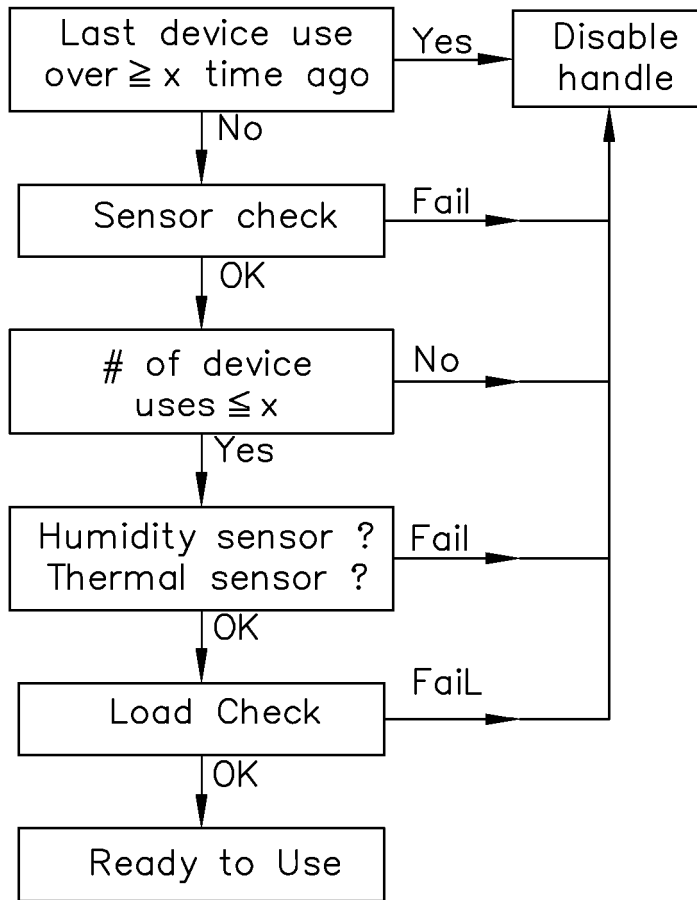 Last device use
over ≧ x time ago
Yes
Disable
handle
No
Sensor check
Fail
OK
# of device
uses ≦ x
No
Yes
Humidity sensor ?
Thermal sensor ?
Fail
OK
Load Check
FaiL
OK
Ready to Use